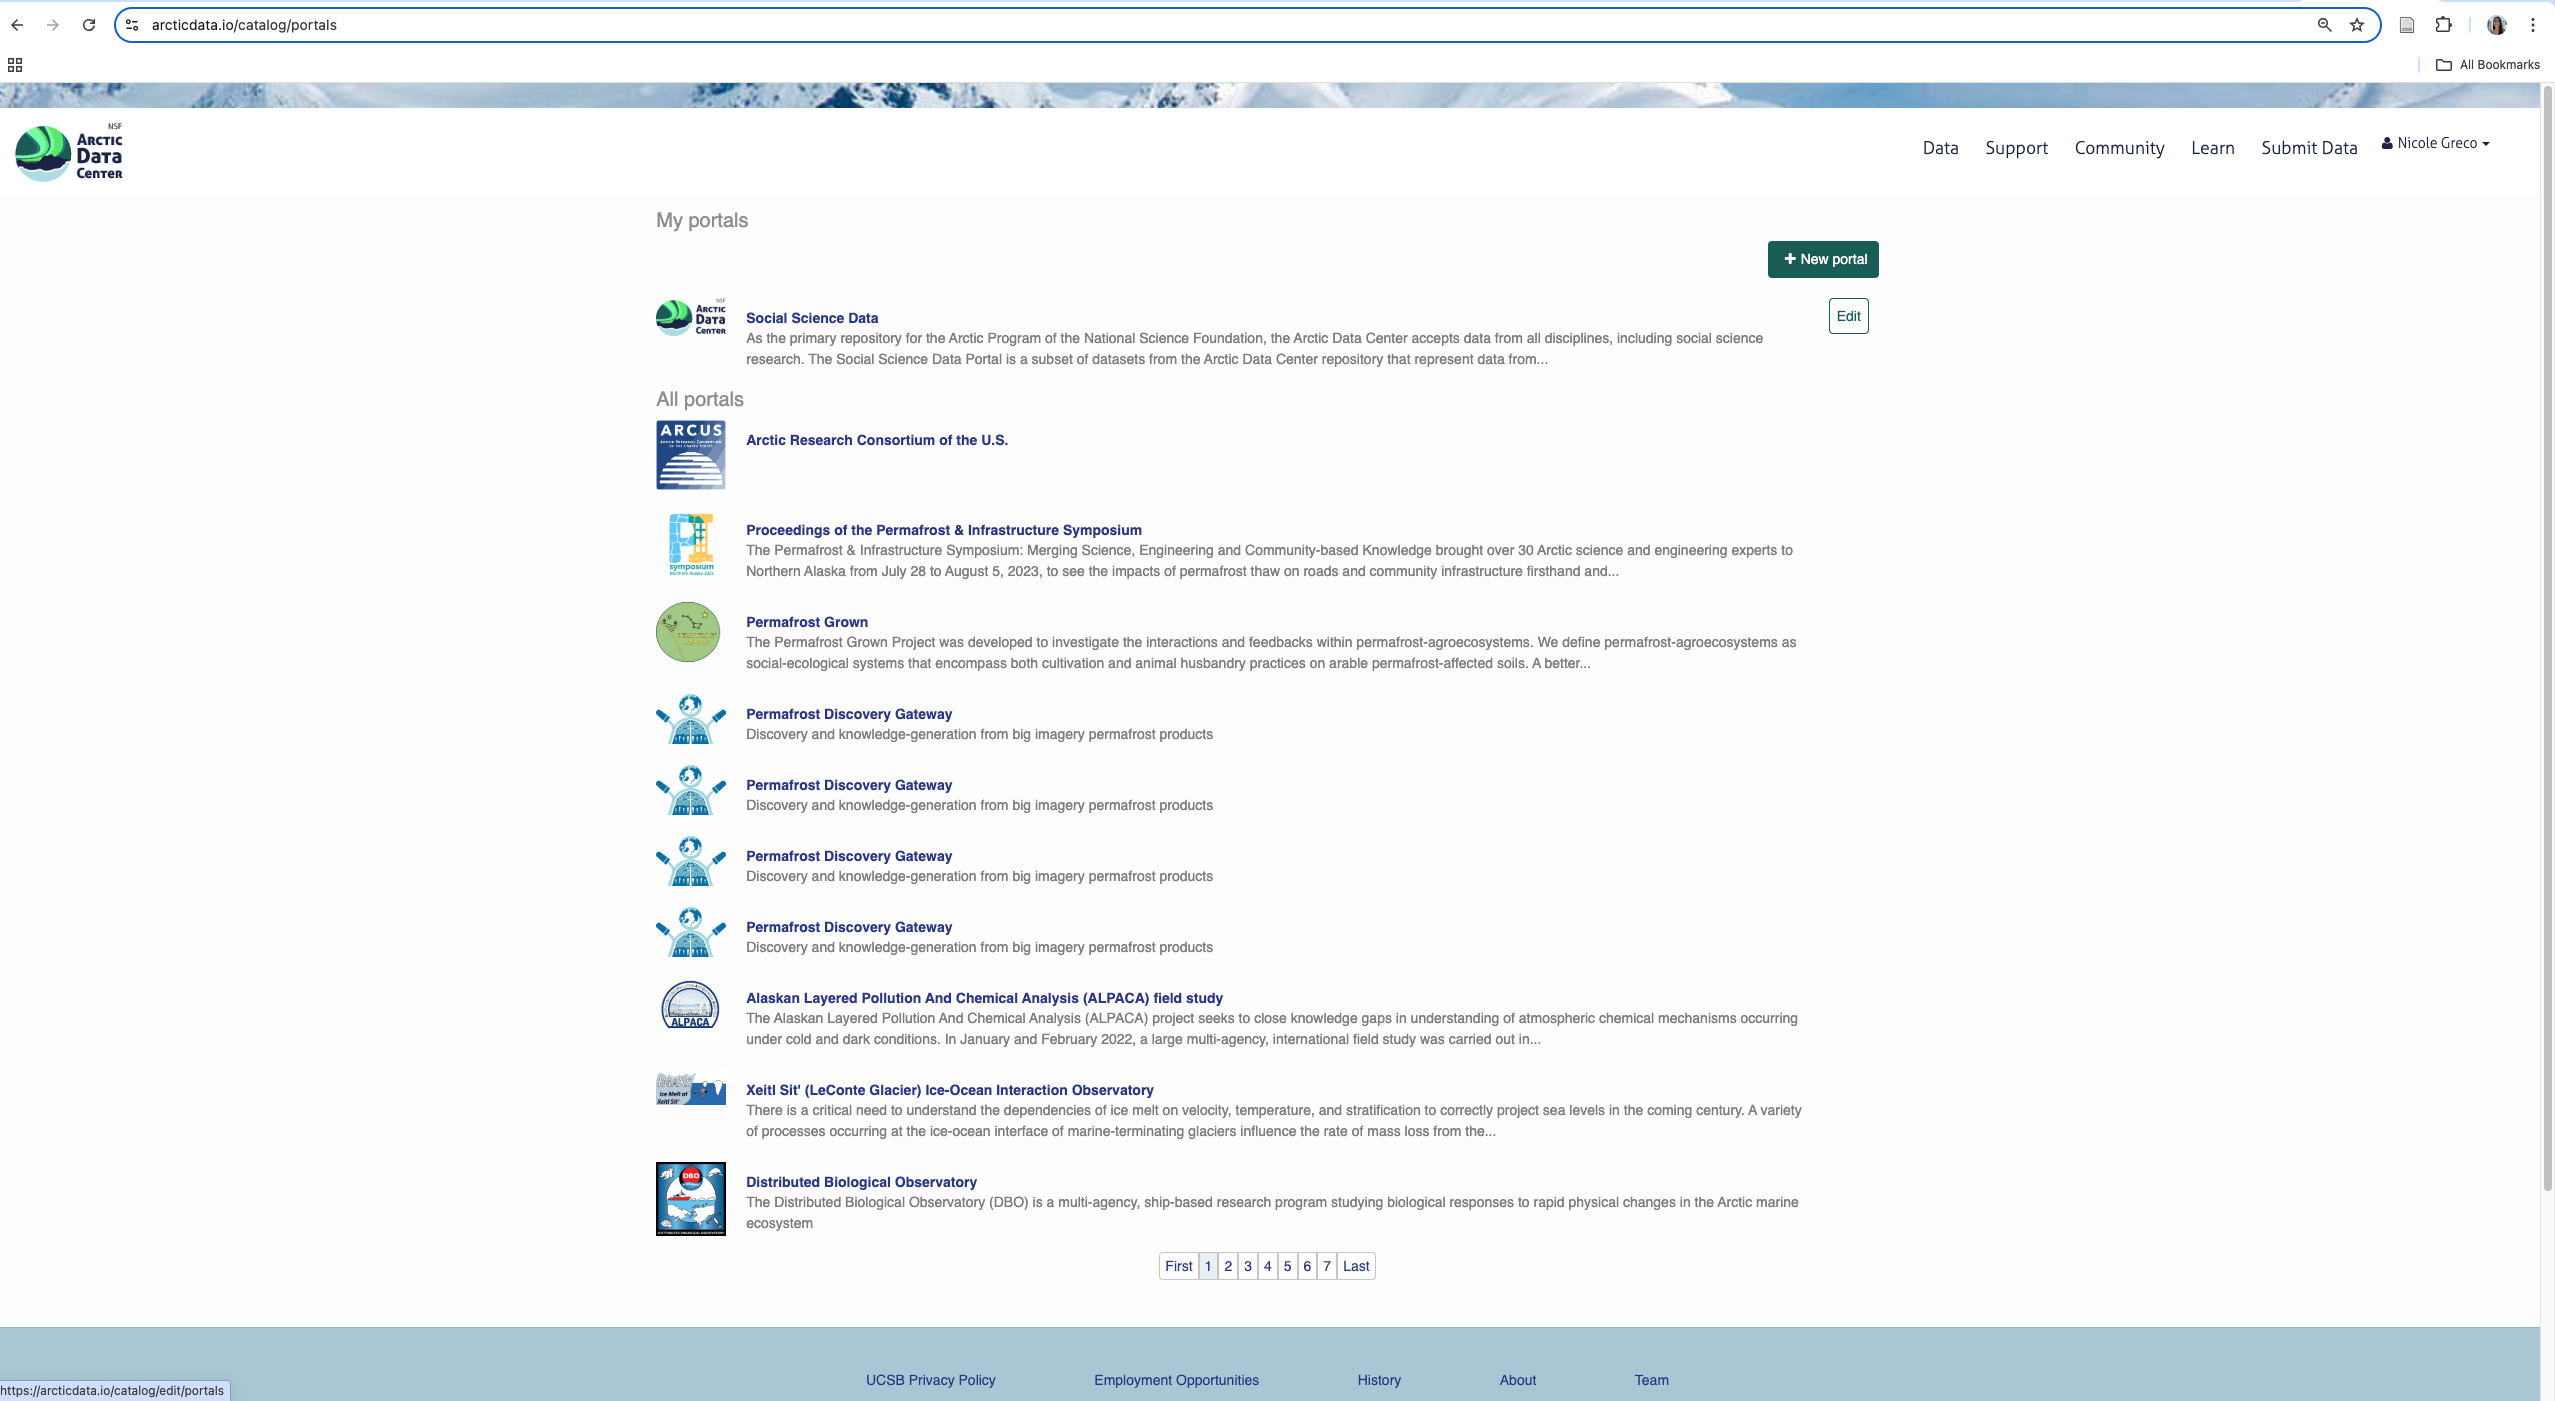 arcticdata.io/catalog/portals
All Bookmarks
NSF
ARCTIC
DATA
CENTER
Data Support Community Learn Submit Data Nicole Greco
My portals
+ New portal
NSF
ARCTIC
DATA
CENTER
Social Science Data
Edit
As the primary repository for the Arctic Program of the National Science Foundation, the Arctic Data Center accepts data from all disciplines, including social science
research. The Social Science Data Portal is a subset of datasets from the Arctic Data Center repository that represent data from...
All portals
ARCUS
Arctic Research Consortium of the U.S.
Proceedings of the Permafrost & Infrastructure Symposium
The Permafrost & Infrastructure Symposium: Merging Science, Engineering and Community-based Knowledge brought over 30 Arctic science and engineering experts to
Northern Alaska from July 28 to August 5, 2023, to see the impacts of permafrost thaw on roads and community infrastructure firsthand and...
symposium
Northern Alaska 2023
Permafrost Grown
The Permafrost Grown Project was developed to investigate the interactions and feedbacks within permafrost-agroecosystems. We define permafrost-agroecosystems as
social-ecological systems that encompass both cultivation and animal husbandry practices on arable permafrost-affected soils. A better...
Permafrost Discovery Gateway
Discovery and knowledge-generation from big imagery permafrost products
Permafrost Discovery Gateway
Discovery and knowledge-generation from big imagery permafrost products
Permafrost Discovery Gateway
Discovery and knowledge-generation from big imagery permafrost products
Permafrost Discovery Gateway
Discovery and knowledge-generation from big imagery permafrost products
ALPACA
Alaskan Layered Pollution And Chemical Analysis (ALPACA) field study
The Alaskan Layered Pollution And Chemical Analysis (ALPACA) project seeks to close knowledge gaps in understanding of atmospheric chemical mechanisms occurring
under cold and dark conditions. In January and February 2022, a large multi-agency, international field study was carried out in...
Ice Melt at
Xeitl Sit'
Xeitl Sit' (LeConte Glacier) Ice-Ocean Interaction Observatory
There is a critical need to understand the dependencies of ice melt on velocity, temperature, and stratification to correctly project sea levels in the coming century. A variety
of processes occurring at the ice-ocean interface of marine-terminating glaciers influence the rate of mass loss from the...
DBO
Distributed Biological Observatory
The Distributed Biological Observatory (DBO) is a multi-agency, ship-based research program studying biological responses to rapid physical changes in the Arctic marine
ecosystem
First 1 2 3 4 5 6 7 Last
UCSB Privacy Policy Employment Opportunities History About Team
https://arcticdata.io/catalog/edit/portals